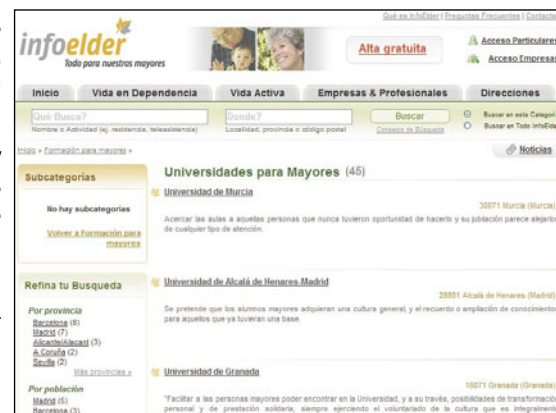 Qué es InfoElder | Preguntas Frecuentes | Contacta
infoelder
Todo para nuestros mayores
Alta gratuita
Acceso Particulares
Acceso Empresas
Inicio
Vida en Dependencia
Vida Activa
Empresas & Profesionales
Direcciones
Qué Busca?
Donde?
Buscar
Buscar en esta Categoría
Nombre o Actividad (ej. residencia, teleasistencia)
Localidad, provincia o código postal
Consejos de Búsqueda
Buscar en Todo InfoElde
Inicio » Formación para mayores »
Noticias
Subcategorías
No hay subcategorias
Volver a Formación para mayores
Universidades para Mayores (45)
Universidad de Murcia
30071 Murcia (Murcia)
Acercar las aulas a aquellas personas que nunca tuvieron oportunidad de hacerlo y su jubilación parece alejarlos
de cualquier tipo de atención.
Refina tu Busqueda
Por provincia
Barcelona (8)
Madrid (7)
Alicante/Alacant (3)
A Coruña (2)
Sevilla (2)
Más provincias »
Por población
Madrid (5)
Barcelona (3)
Universidad de Alcalá de Henares-Madrid
28801 Alcalá de Henares (Madrid)
Se pretende que los alumnos mayores adquieran una cultura general, y el recuerdo o ampliación de conocimientos
para aquellos que ya tuvieran una base.
Universidad de Granada
18071 Granada (Granada)
"Facilitar a las personas mayores poder encontrar en la Universidad, y a su través, posibilidades de transformación
personal y de prestación solidaria, siempre ejerciendo el voluntariado de la cultura que es integralmente